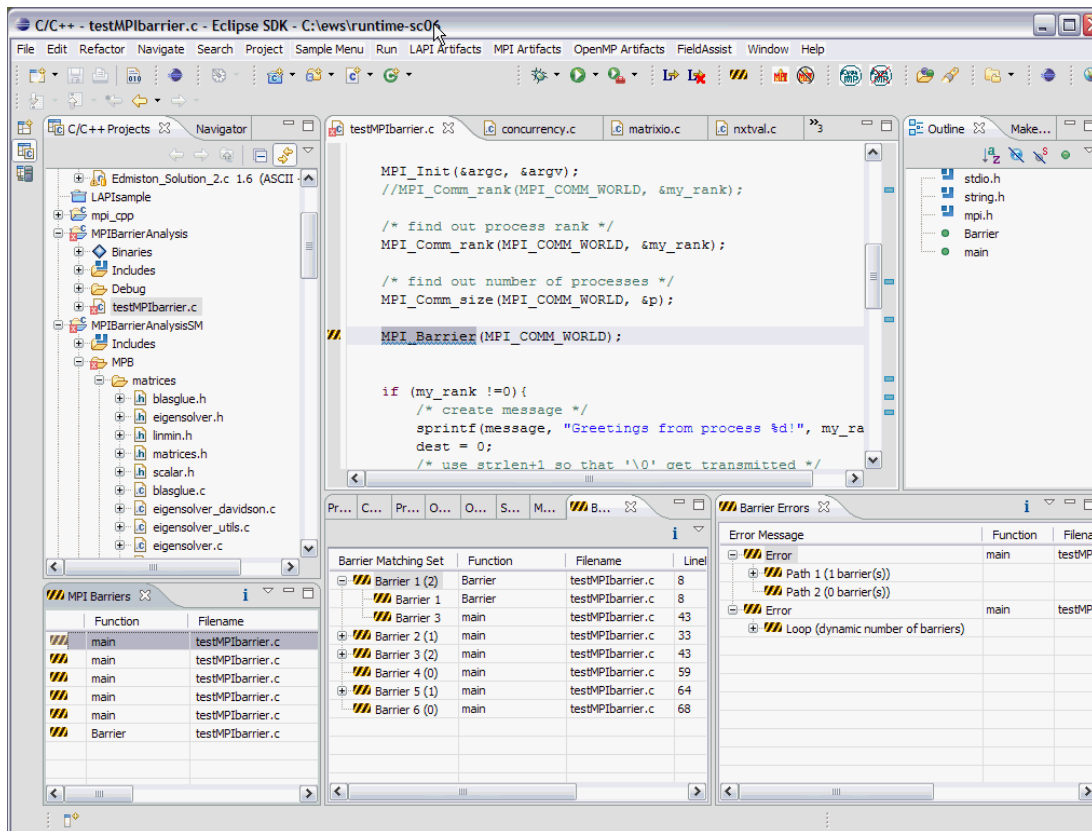 C/C++ - testMPIbarrier.c - Eclipse SDK - C:\ews\runtime-sc06
File Edit Refactor Navigate Search Project Sample Menu Run LAPI Artifacts MPI Artifacts OpenMP Artifacts FieldAssist Window Help
C/C++ Projects Navigator
Edmiston_Solution_2.c 1.6 (ASCII -
LAPIsample
mpi_cpp
MPIBarrierAnalysis
Binaries
Includes
Debug
testMPIbarrier.c
MPIBarrierAnalysisSM
Includes
MPB
matrices
blasglue.h
eigensolver.h
linmin.h
matrices.h
scalar.h
blasglue.c
eigensolver_davidson.c
eigensolver_utils.c
eigensolver.c
testMPIbarrier.c concurrency.c matrixio.c nxtval.c »3
MPI_Init(&argc, &argv);
//MPI_Comm_rank(MPI_COMM_WORLD, &my_rank);
/* find out process rank */
MPI_Comm_rank(MPI_COMM_WORLD, &my_rank);
/* find out number of processes */
MPI_Comm_size(MPI_COMM_WORLD, &p);
MPI_Barrier(MPI_COMM_WORLD);
if (my_rank !=0){
/* create message */
sprintf(message, "Greetings from process %d!", my_ra
dest = 0;
/* use strlen+1 so that '\0' get transmitted */
Outline Make...
stdio.h
string.h
mpi.h
Barrier
main
MPI Barriers
Function Filename
main testMPIbarrier.c
main testMPIbarrier.c
main testMPIbarrier.c
main testMPIbarrier.c
main testMPIbarrier.c
Barrier testMPIbarrier.c
Pr... C... Pr... O... O... S... M... B...
Barrier Matching Set Function Filename Linel
Barrier 1 (2) Barrier testMPIbarrier.c 8
Barrier 1 Barrier testMPIbarrier.c 8
Barrier 3 main testMPIbarrier.c 43
Barrier 2 (1) main testMPIbarrier.c 33
Barrier 3 (2) main testMPIbarrier.c 43
Barrier 4 (0) main testMPIbarrier.c 59
Barrier 5 (1) main testMPIbarrier.c 64
Barrier 6 (0) main testMPIbarrier.c 68
Barrier Errors
Error Message Function Filena
Error main testMP
Path 1 (1 barrier(s))
Path 2 (0 barrier(s))
Error main testMP
Loop (dynamic number of barriers)